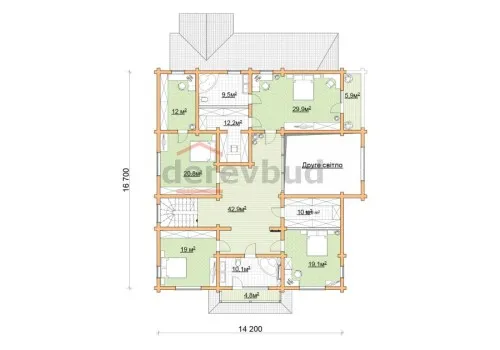 9,5м²
12 м²
29,9м²
5,9м²
12,2м²
Друге світло
20,8м²
derevbud
16 700
42,9м²
10 м²
19 м²
10,1м²
19,1м²
4,8м²
14 200